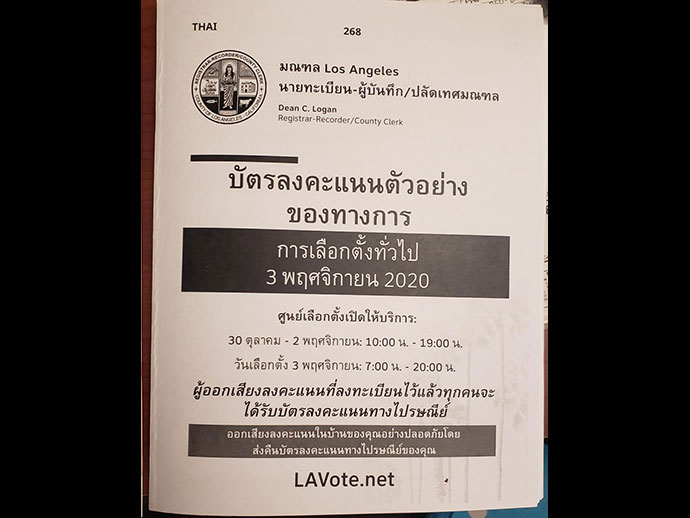 THAI
268
มณฑล Los Angeles
นายทะเบียน-ผู้บันทึก/ปลัดเทศมณฑล
Dean C. Logan
Registrar-Recorder/County Clerk
REGISTRAR-RECORDER/COUNTY CLERK
COUNTY OF LOS ANGELES - CALIFORNIA
บัตรลงคะแนนตัวอย่าง
ของทางการ
การเลือกตั้งทั่วไป
3 พฤศจิกายน 2020
ศูนย์เลือกตั้งเปิดให้บริการ:
30 ตุลาคม - 2 พฤศจิกายน: 10:00 น. - 19:00 น.
วันเลือกตั้ง 3 พฤศจิกายน: 7:00 น. - 20:00 น.
ผู้ออกเสียงลงคะแนนที่ลงทะเบียนไว้แล้วทุกคนจะ
ได้รับบัตรลงคะแนนทางไปรษณีย์
ออกเสียงลงคะแนนในบ้านของคุณอย่างปลอดภัยโดย
ส่งคืนบัตรลงคะแนนทางไปรษณีย์ของคุณ
LAVote.net